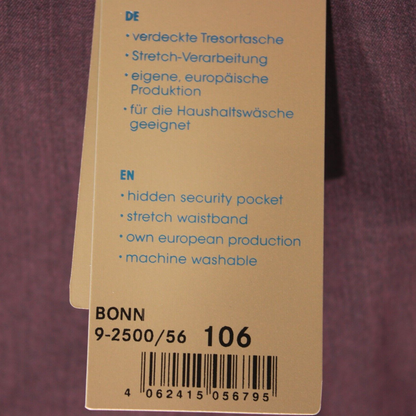 DE
• verdeckte Tresortasche
• Stretch-Verarbeitung
• eigene, europäische
Produktion
• für die Haushaltswäsche
geeignet
EN
• hidden security pocket
• stretch waistband
• own european production
• machine washable
BONN
9-2500/56 106
4 062415 056795